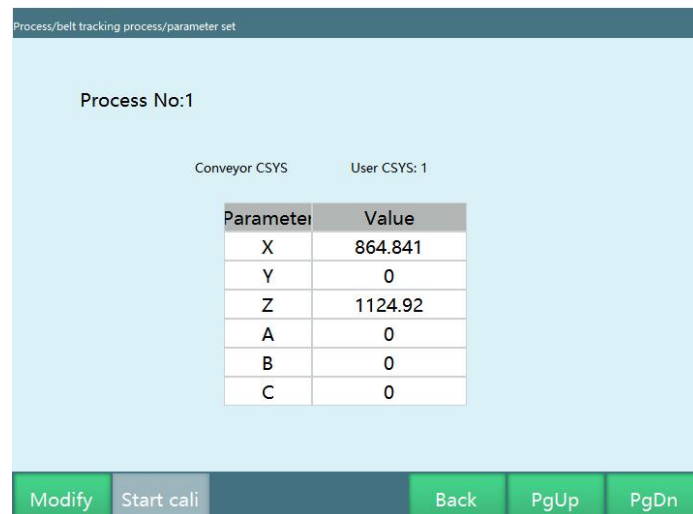 Process/belt tracking process/parameter set
Process No:1
Conveyor CSYS User CSYS: 1
Parameter Value
X 864.841
Y 0
Z 1124.92
A 0
B 0
C 0
Modify Start cali Back PgUp PgDn